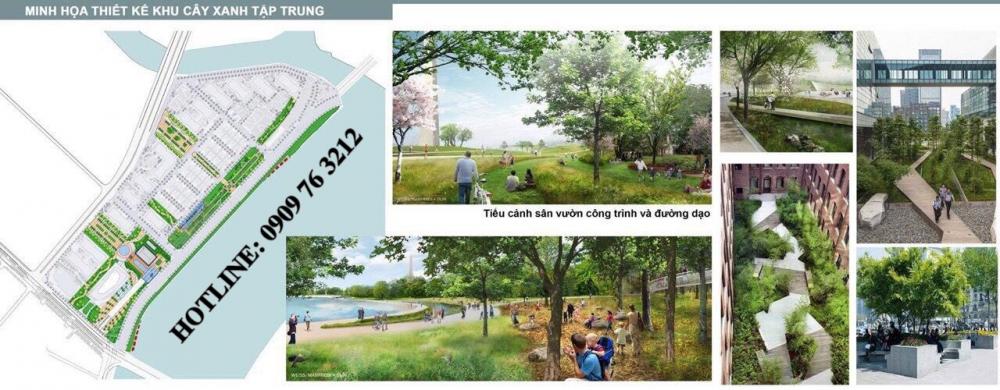 MINH HỌA THIẾT KẾ KHU CÂY XANH TẬP TRUNG
HOTLINE: 0909 76 3212
Tiểu cảnh sân vườn công trình và đường dạo